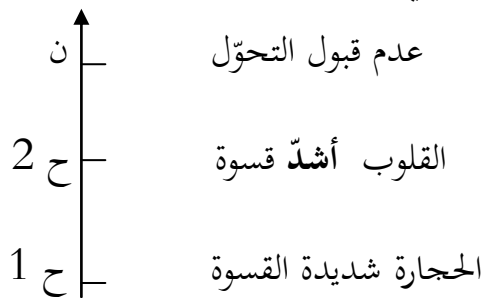 ن عدم قبول التحوّل
ح 2 القلوب أشدّ قسوة
ح 1 الحجارة شديدة القسوة